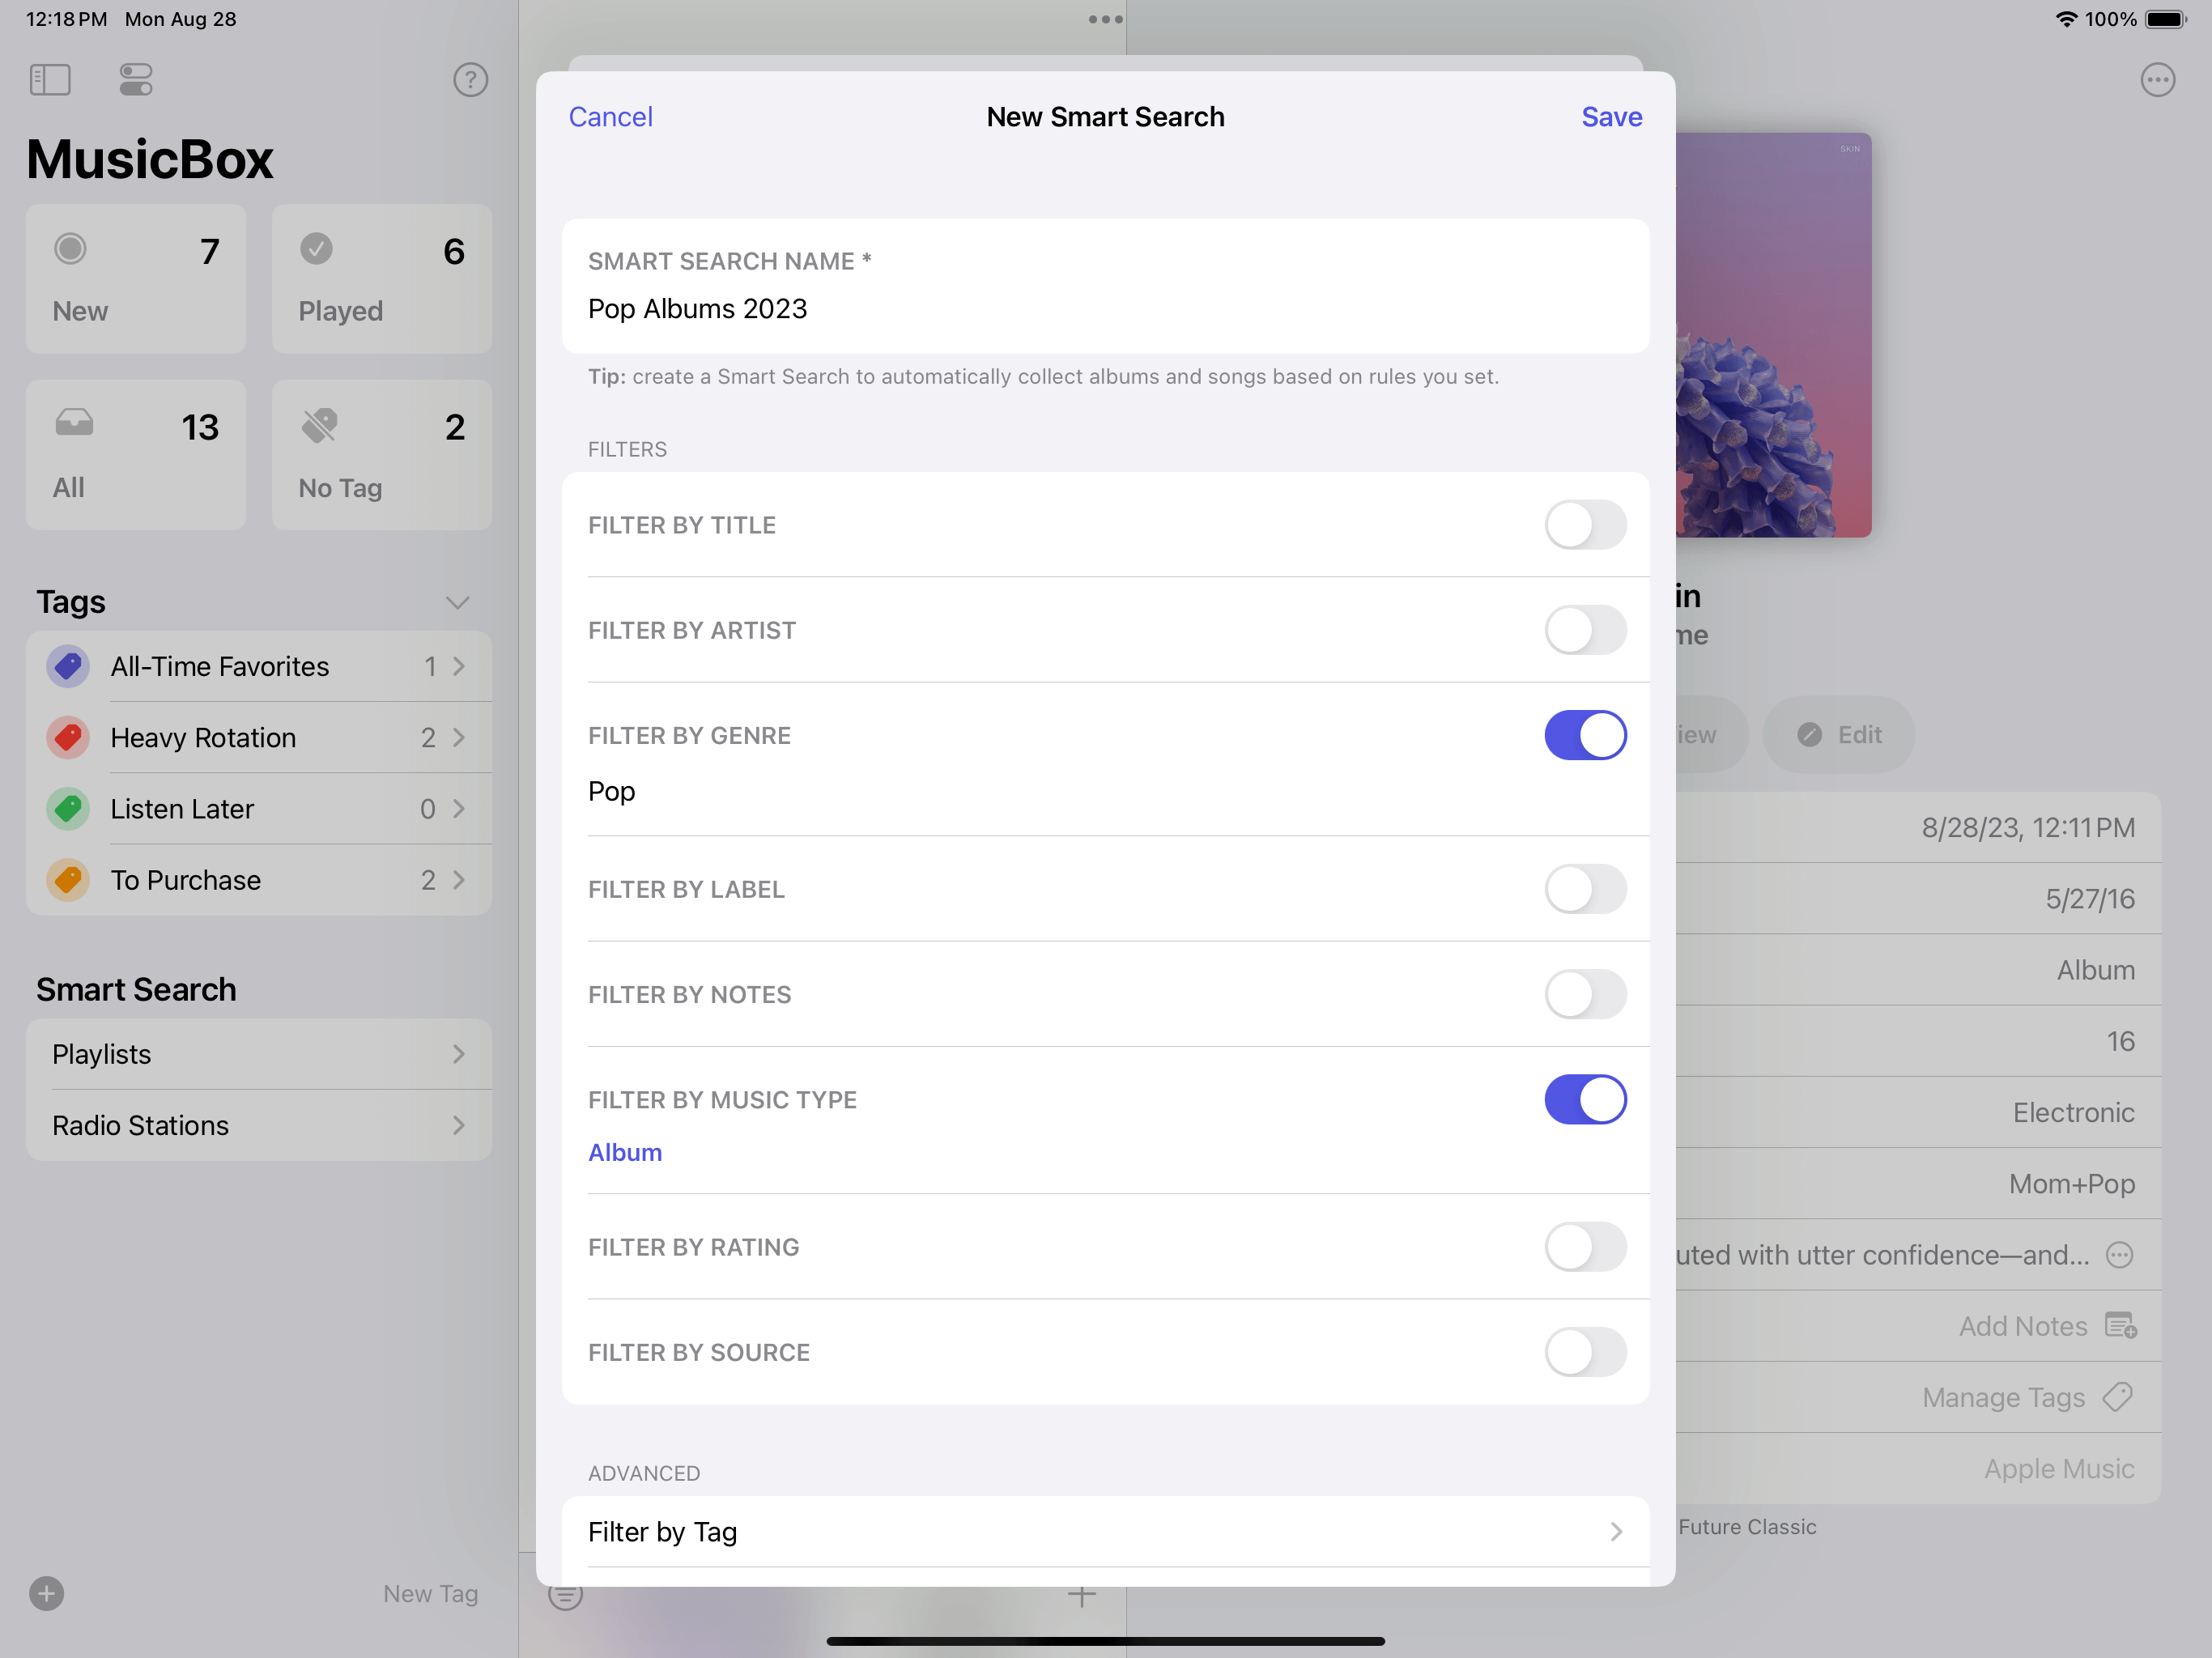 12:18 PM Mon Aug 28
100%
MusicBox
7
New
6
Played
13
All
2
No Tag
Tags
All-Time Favorites 1
Heavy Rotation 2
Listen Later 0
To Purchase 2
Smart Search
Playlists
Radio Stations
New Tag
Cancel
New Smart Search
Save
SMART SEARCH NAME *
Pop Albums 2023
Tip: create a Smart Search to automatically collect albums and songs based on rules you set.
FILTERS
FILTER BY TITLE
FILTER BY ARTIST
FILTER BY GENRE
Pop
FILTER BY LABEL
FILTER BY NOTES
FILTER BY MUSIC TYPE
Album
FILTER BY RATING
FILTER BY SOURCE
ADVANCED
Filter by Tag
SKIN
in
me
iew
Edit
8/28/23, 12:11 PM
5/27/16
Album
16
Electronic
Mom+Pop
uted with utter confidence—and...
Add Notes
Manage Tags
Apple Music
Future Classic